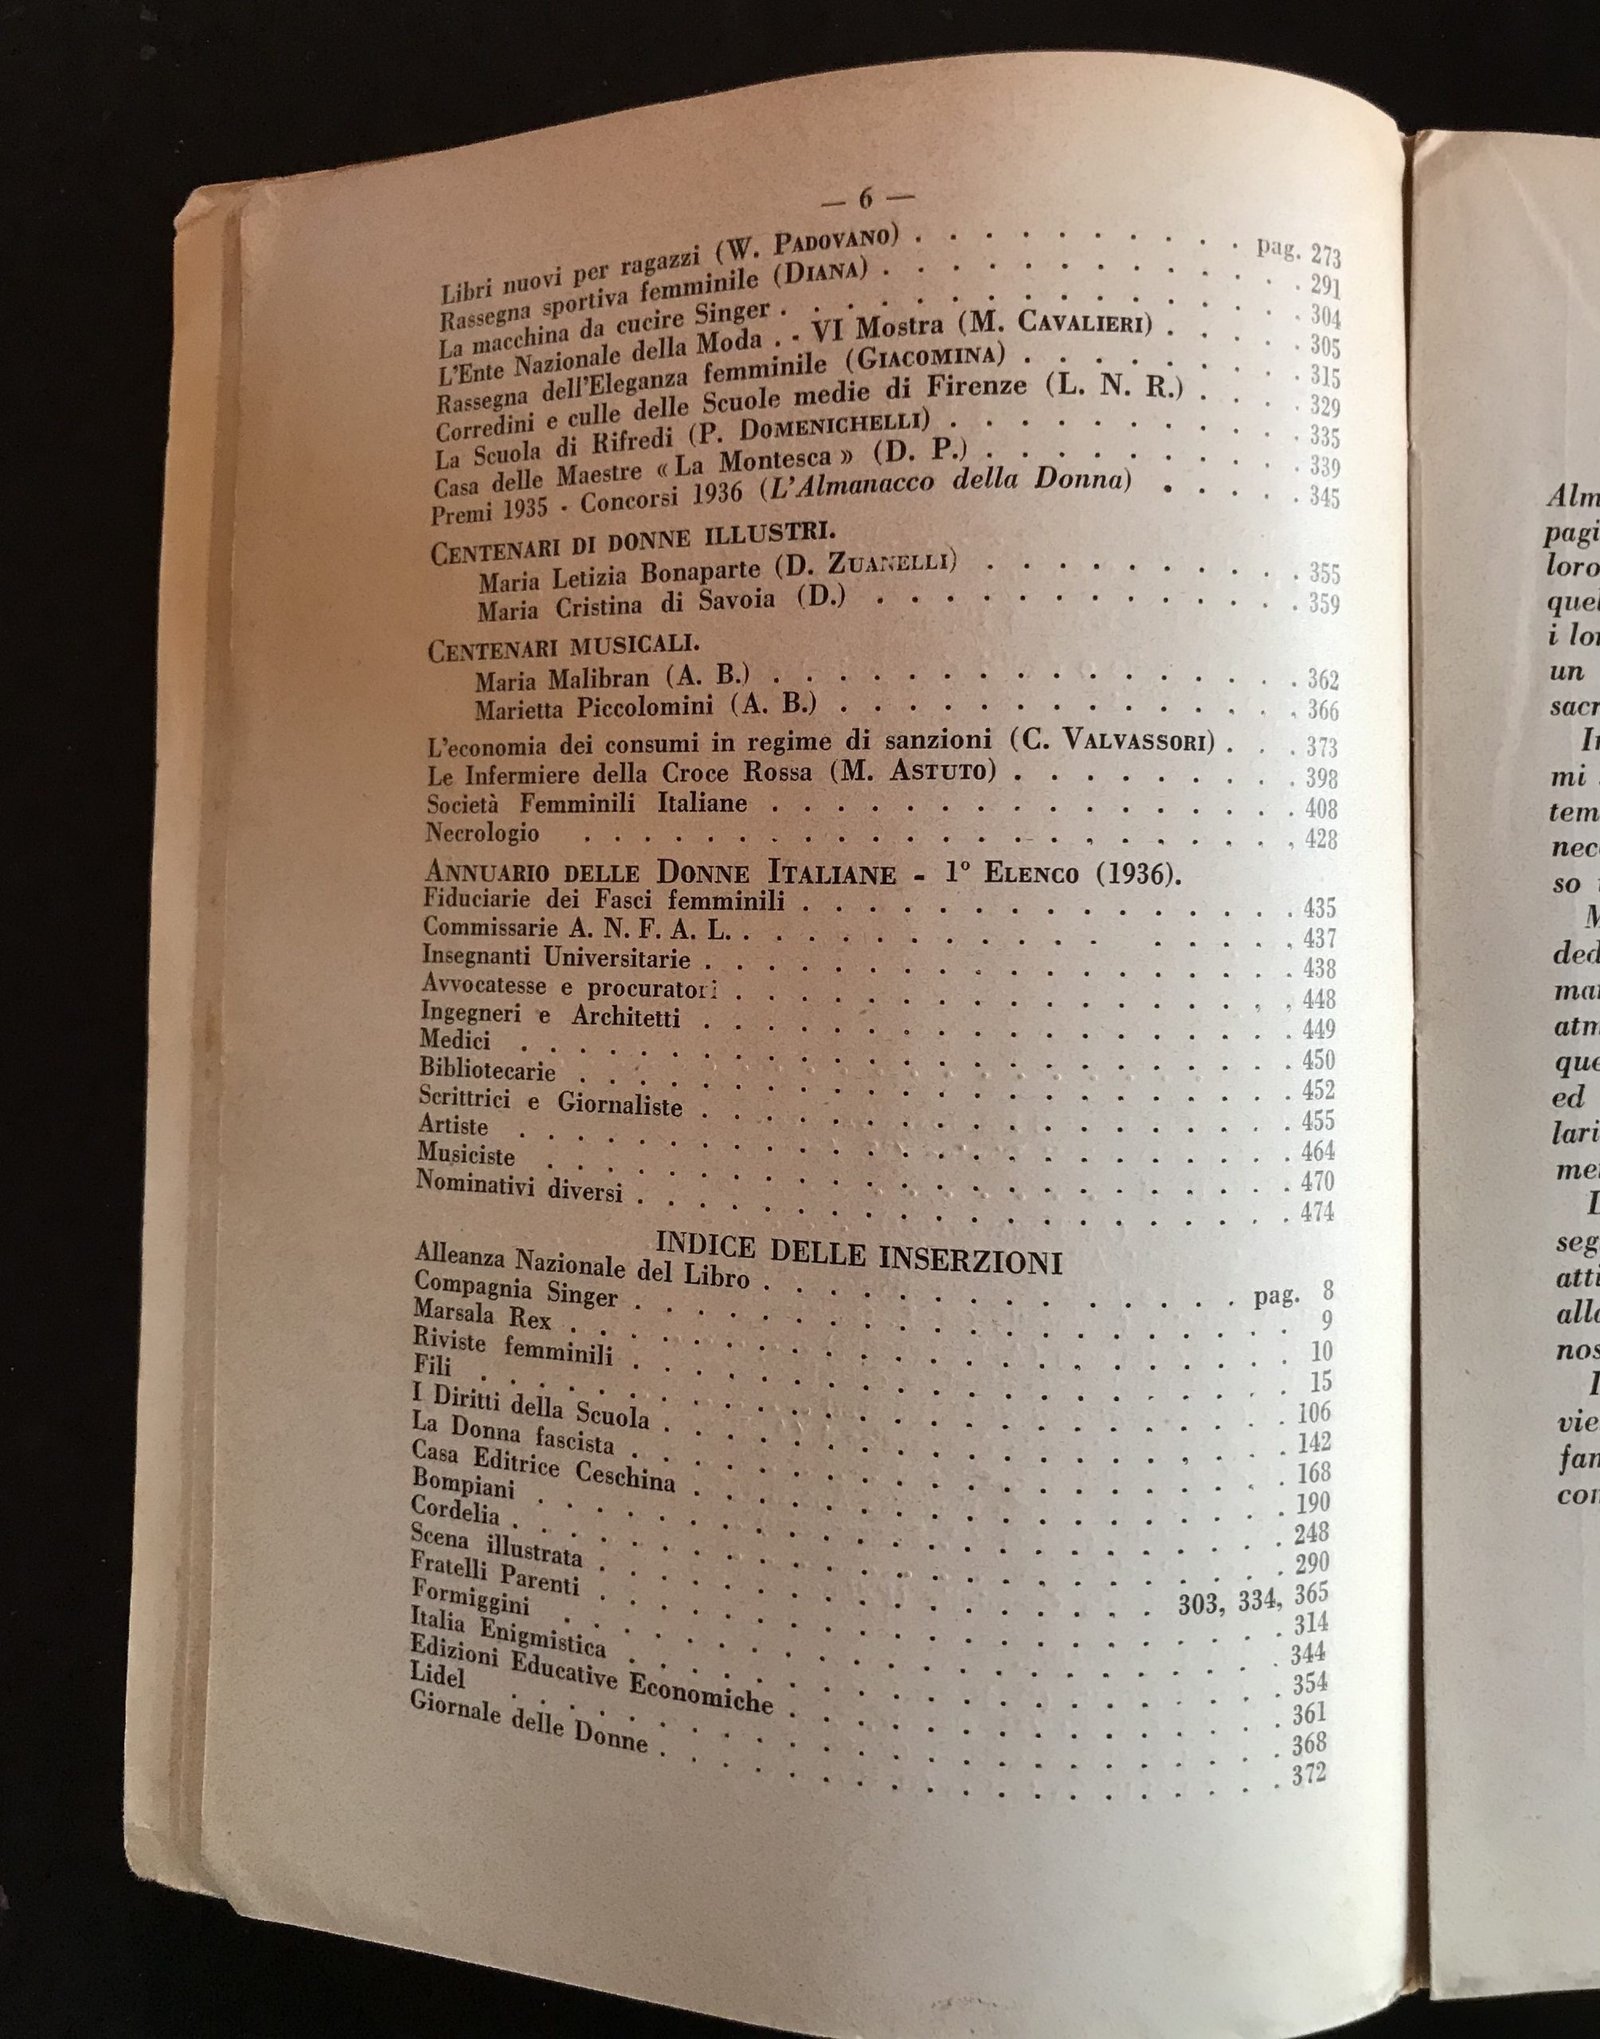 — 6 —
Libri nuovi per ragazzi (W. PADOVANO) . . . . . . . . . . pag. 273
Rassegna sportiva femminile (DIANA) . . . . . . . . . . . . 291
La macchina da cucire Singer . . . . . . . . . . . . . . 304
L'Ente Nazionale della Moda . - VI Mostra (M. CAVALIERI) . . . . . 305
Rassegna dell'Eleganza femminile (GIACOMINA) . . . . . . . . 315
Corredini e culle delle Scuole medie di Firenze (L. N. R.) . . . . 329
La Scuola di Rifredi (P. DOMENICHELLI) . . . . . . . . . . 335
Casa delle Maestre « La Montesca » (D. P.) . . . . . . . . . 339
Premi 1935 - Concorsi 1936 (L'Almanacco della Donna) . . . . . 345
CENTENARI DI DONNE ILLUSTRI.
Maria Letizia Bonaparte (D. ZUANELLI) . . . . . . . . . . 355
Maria Cristina di Savoia (D.) . . . . . . . . . . . . . 359
CENTENARI MUSICALI.
Maria Malibran (A. B.) . . . . . . . . . . . . . . . . 362
Marietta Piccolomini (A. B.) . . . . . . . . . . . . . . 366
L'economia dei consumi in regime di sanzioni (C. VALVASSORI) . . . 373
Le Infermiere della Croce Rossa (M. ASTUTO) . . . . . . . . 398
Società Femminili Italiane . . . . . . . . . . . . . . . 408
Necrologio . . . . . . . . . . . . . . . . . . . . 428
ANNUARIO DELLE DONNE ITALIANE - 1º ELENCO (1936).
Fiduciarie dei Fasci femminili . . . . . . . . . . . . . . 435
Commissarie A. N. F. A. L. . . . . . . . . . . . . . . . 437
Insegnanti Universitarie . . . . . . . . . . . . . . . . . 438
Avvocatesse e procuratori . . . . . . . . . . . . . . . . 448
Ingegneri e Architetti . . . . . . . . . . . . . . . . . 449
Medici . . . . . . . . . . . . . . . . . . . . . 450
Bibliotecarie . . . . . . . . . . . . . . . . . . . . 452
Scrittrici e Giornaliste . . . . . . . . . . . . . . . . . 455
Artiste . . . . . . . . . . . . . . . . . . . . . 464
Musiciste . . . . . . . . . . . . . . . . . . . . 470
Nominativi diversi . . . . . . . . . . . . . . . . . . 474
INDICE DELLE INSERZIONI
Alleanza Nazionale del Libro . . . . . . . . . . . . . pag. 8
Compagnia Singer . . . . . . . . . . . . . . . . . . 9
Marsala Rex . . . . . . . . . . . . . . . . . . . . 10
Riviste femminili . . . . . . . . . . . . . . . . . . 15
Fili . . . . . . . . . . . . . . . . . . . . . . 106
I Diritti della Scuola . . . . . . . . . . . . . . . . . 142
La Donna fascista . . . . . . . . . . . . . . . . . . 168
Casa Editrice Ceschina . . . . . . . . . . . . . . . . 190
Bompiani . . . . . . . . . . . . . . . . . . . . 248
Cordelia . . . . . . . . . . . . . . . . . . . . . 290
Scena illustrata . . . . . . . . . . . . . . . 303, 334, 365
Fratelli Parenti . . . . . . . . . . . . . . . . . . . 314
Formiggini . . . . . . . . . . . . . . . . . . . . 344
Italia Enigmistica . . . . . . . . . . . . . . . . . . 354
Edizioni Educative Economiche . . . . . . . . . . . . . . 361
Lidel . . . . . . . . . . . . . . . . . . . . . 368
Giornale delle Donne . . . . . . . . . . . . . . . . . 372
loro
un
mi
ed